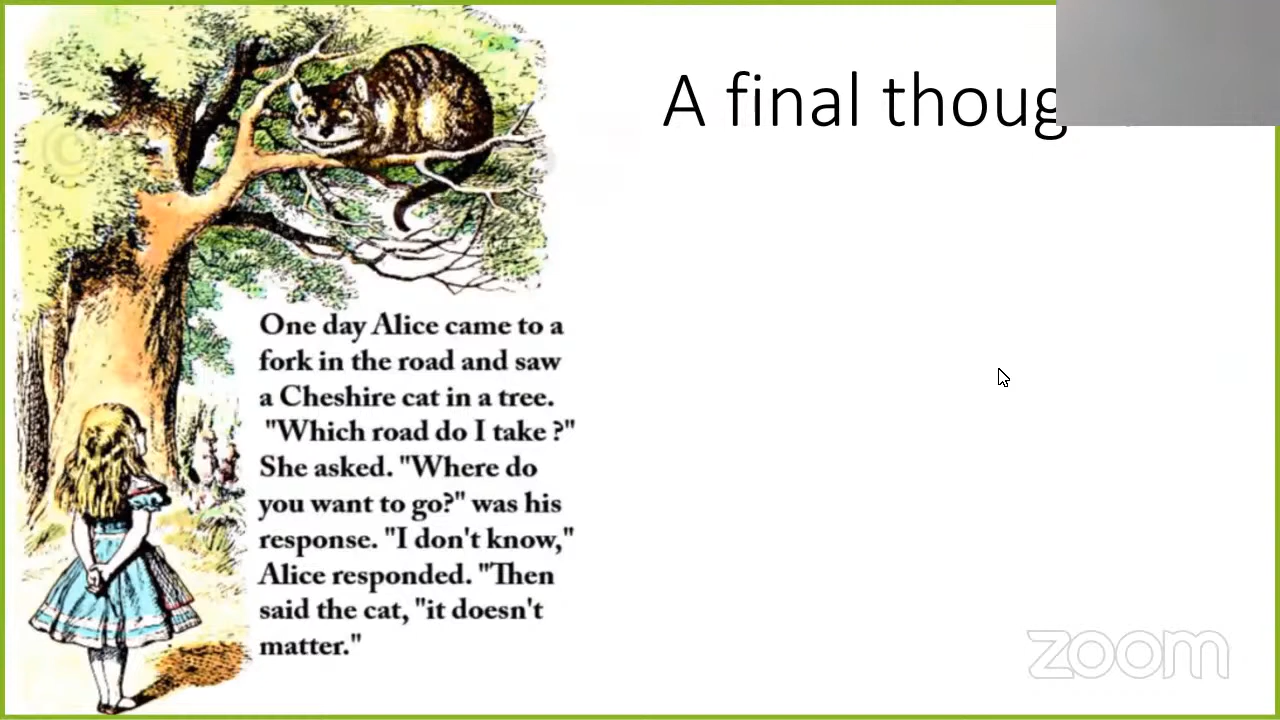 A final
One day Alice came to a
fork in the road and saw
a Cheshire cat in a tree.
"Which road do I take ?"
She asked. "Where do
you want to go?" was his
response. "I don't know,"
Alice responded. "Then
said the cat, "it doesn't
matter."
zoom